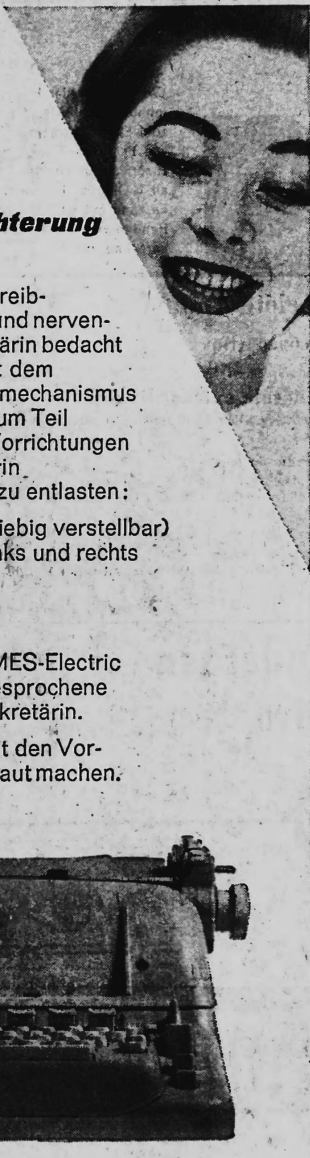 hterung
reib-
und nerven-
ärin bedacht
t dem
mechanismus
um Teil
Vorrichtungen
rin
zu entlasten:
iebig verstellbar)
nks und rechts
MES-Electric
esprochene
kretärin.
t den Vor-
aut machen.